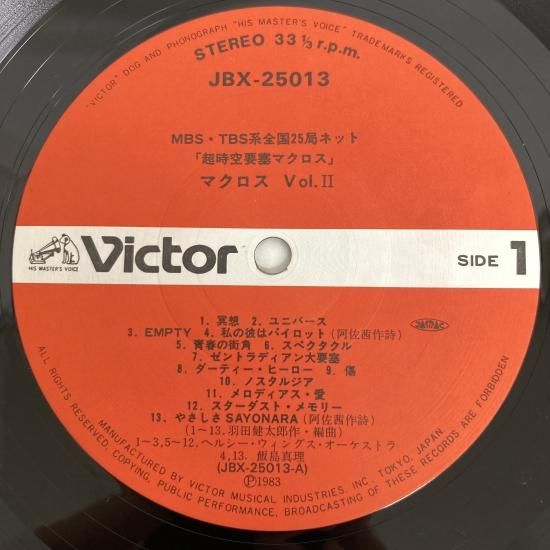 "VICTOR" DOG AND PHONOGRAPH "HIS MASTER'S VOICE" TRADEMARKS REGISTERED
STEREO 33 1/3 r.p.m.
JBX-25013
MBS・TBS系全国25局ネット
「超時空要塞マクロス」
マクロス Vol.II
HIS MASTER'S VOICE
Victor
SIDE 1
1. 冥想 2. ユニバース
3. EMPTY 4. 私の彼はパイロット(阿佐茜作詩)
JASRAC
5. 青春の街角 6. スペクタクル
7. ゼントラディアン大要塞
8. ダーティー・ヒーロー 9. 傷
10. ノスタルジア
11. メロディアス・愛
12. スターダスト・メモリー
13. やさしさSAYONARA(阿佐茜作詩)
(1~13. 羽田健太郎作・編曲)
1~3,5~12. ヘルシー・ウィングス・オーケストラ
4,13. 飯島真理
(JBX-25013-A)
Ⓟ1983
MANUFACTURED BY VICTOR MUSICAL INDUSTRIES, INC., TOKYO, JAPAN.
ALL RIGHTS RESERVED. COPYING, PUBLIC PERFORMANCE, BROADCASTING OF THESE RECORDS ARE FORBIDDEN